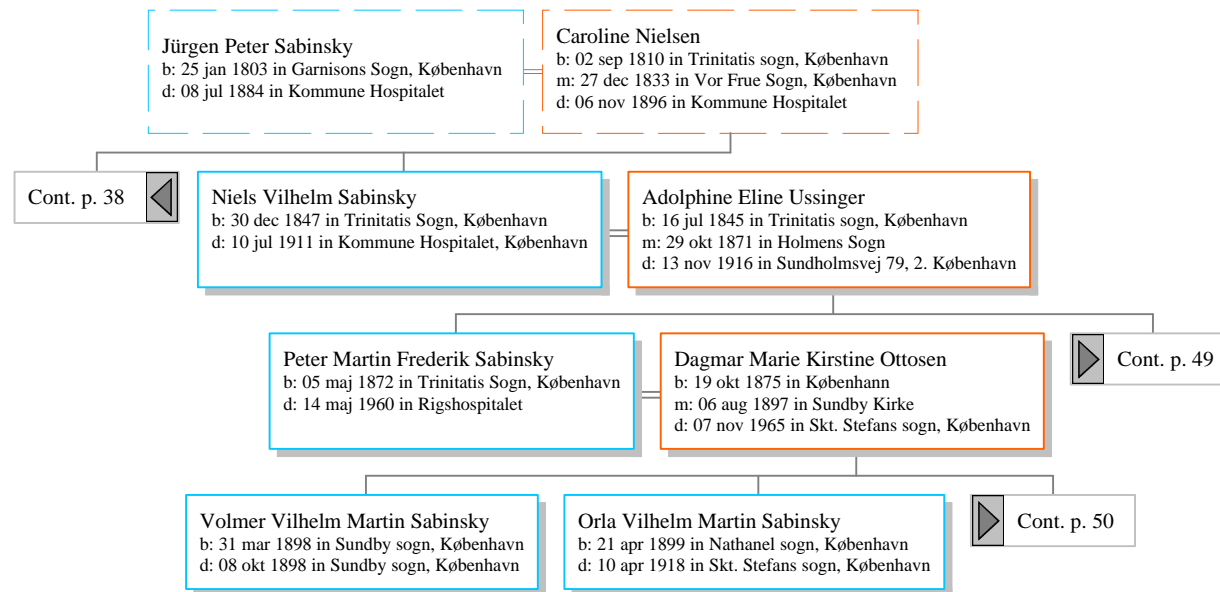 Jürgen Peter Sabinsky
b: 25 jan 1803 in Garnisons Sogn, København
d: 08 jul 1884 in Kommune Hospitalet
Caroline Nielsen
b: 02 sep 1810 in Trinitatis sogn, København
m: 27 dec 1833 in Vor Frue Sogn, København
d: 06 nov 1896 in Kommune Hospitalet
Cont. p. 38
Niels Vilhelm Sabinsky
b: 30 dec 1847 in Trinitatis Sogn, København
d: 10 jul 1911 in Kommune Hospitalet, København
Adolphine Eline Ussinger
b: 16 jul 1845 in Trinitatis sogn, København
m: 29 okt 1871 in Holmens Sogn
d: 13 nov 1916 in Sundholmsvej 79, 2. København
Peter Martin Frederik Sabinsky
b: 05 maj 1872 in Trinitatis Sogn, København
d: 14 maj 1960 in Rigshospitalet
Dagmar Marie Kirstine Ottosen
b: 19 okt 1875 in Københann
m: 06 aug 1897 in Sundby Kirke
d: 07 nov 1965 in Skt. Stefans sogn, København
Cont. p. 49
Volmer Vilhelm Martin Sabinsky
b: 31 mar 1898 in Sundby sogn, København
d: 08 okt 1898 in Sundby sogn, København
Orla Vilhelm Martin Sabinsky
b: 21 apr 1899 in Nathanel sogn, København
d: 10 apr 1918 in Skt. Stefans sogn, København
Cont. p. 50